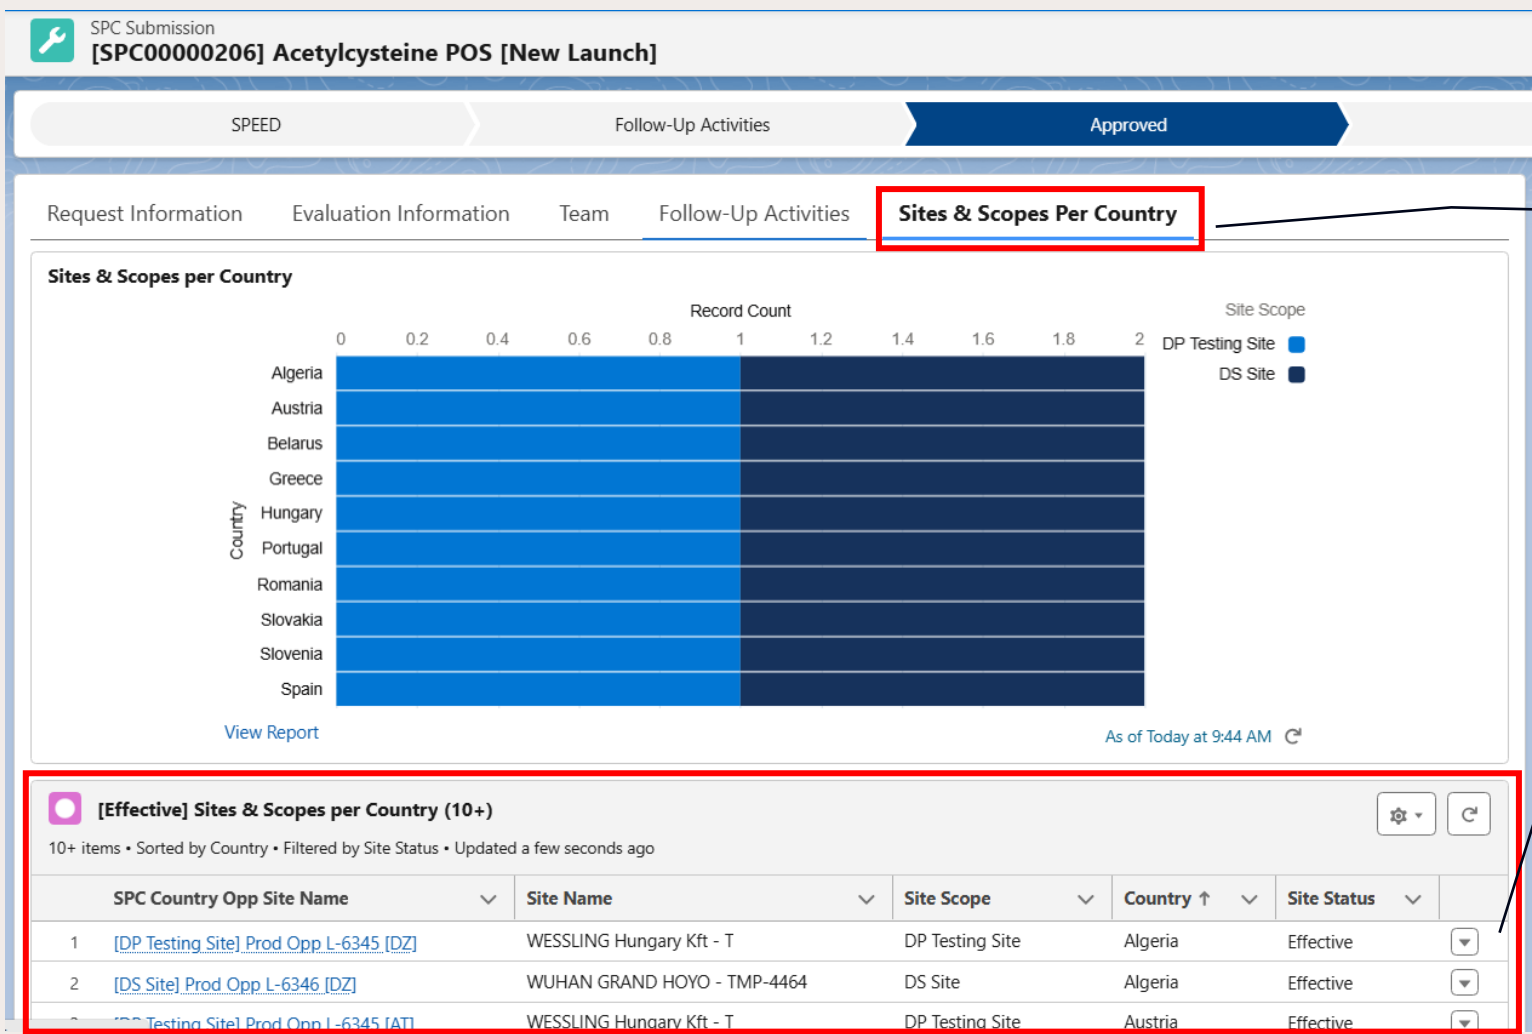 SPC Submission
[SPC00000206] Acetylcysteine POS [New Launch]
SPEED Follow-Up Activities Approved
Request Information Evaluation Information Team Follow-Up Activities Sites & Scopes Per Country
Sites & Scopes per Country
Record Count
Site Scope
0 0.2 0.4 0.6 0.8 1 1.2 1.4 1.6 1.8 2
DP Testing Site
DS Site
Country
Algeria
Austria
Belarus
Greece
Hungary
Portugal
Romania
Slovakia
Slovenia
Spain
View Report
As of Today at 9:44 AM
[Effective] Sites & Scopes per Country (10+)
10+ items • Sorted by Country • Filtered by Site Status • Updated a few seconds ago
SPC Country Opp Site Name Site Name Site Scope Country ↑ Site Status
1 [DP Testing Site] Prod Opp L-6345 [DZ] WESSLING Hungary Kft - T DP Testing Site Algeria Effective
2 [DS Site] Prod Opp L-6346 [DZ] WUHAN GRAND HOYO - TMP-4464 DS Site Algeria Effective
[DP Testing Site] Prod Opp L-6345 [AT] WESSLING Hungary Kft - T DP Testing Site Austria Effective